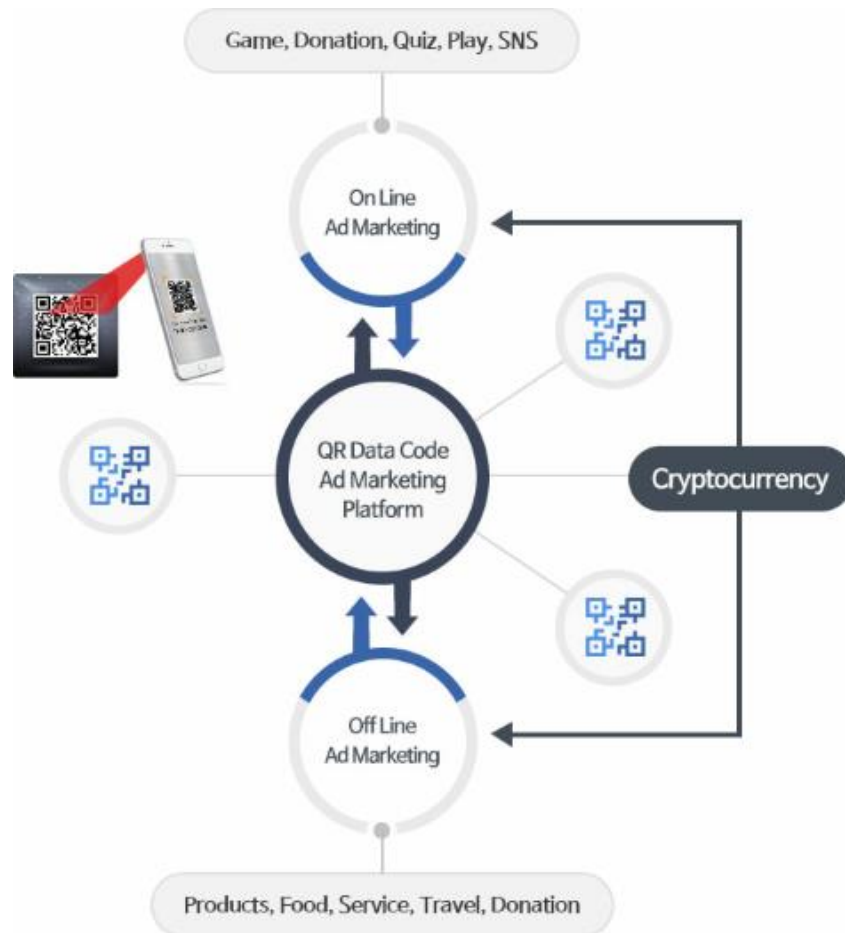 Game, Donation, Quiz, Play, SNS
On Line
Ad Marketing
QR Data Code
Ad Marketing
Platform
Cryptocurrency
Off Line
Ad Marketing
Products, Food, Service, Travel, Donation